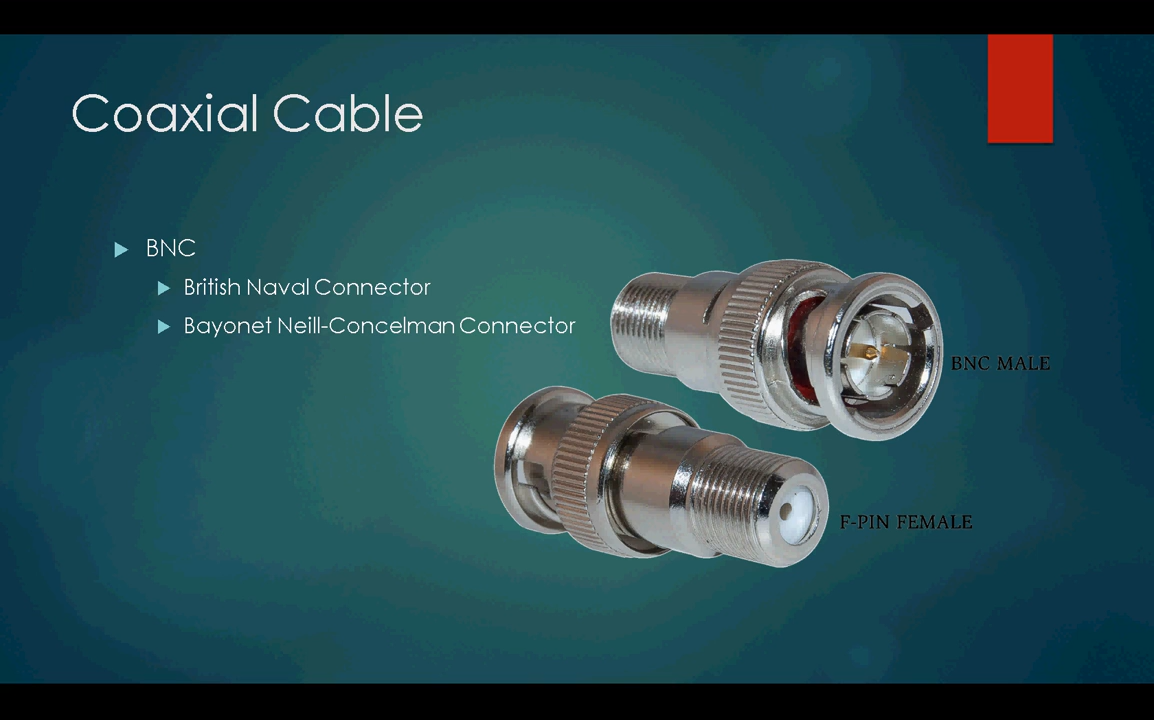 Coaxial Cable
BNC
British Naval Connector
Bayonet Neill-Concelman Connector
BNC MALE
F-PIN FEMALE